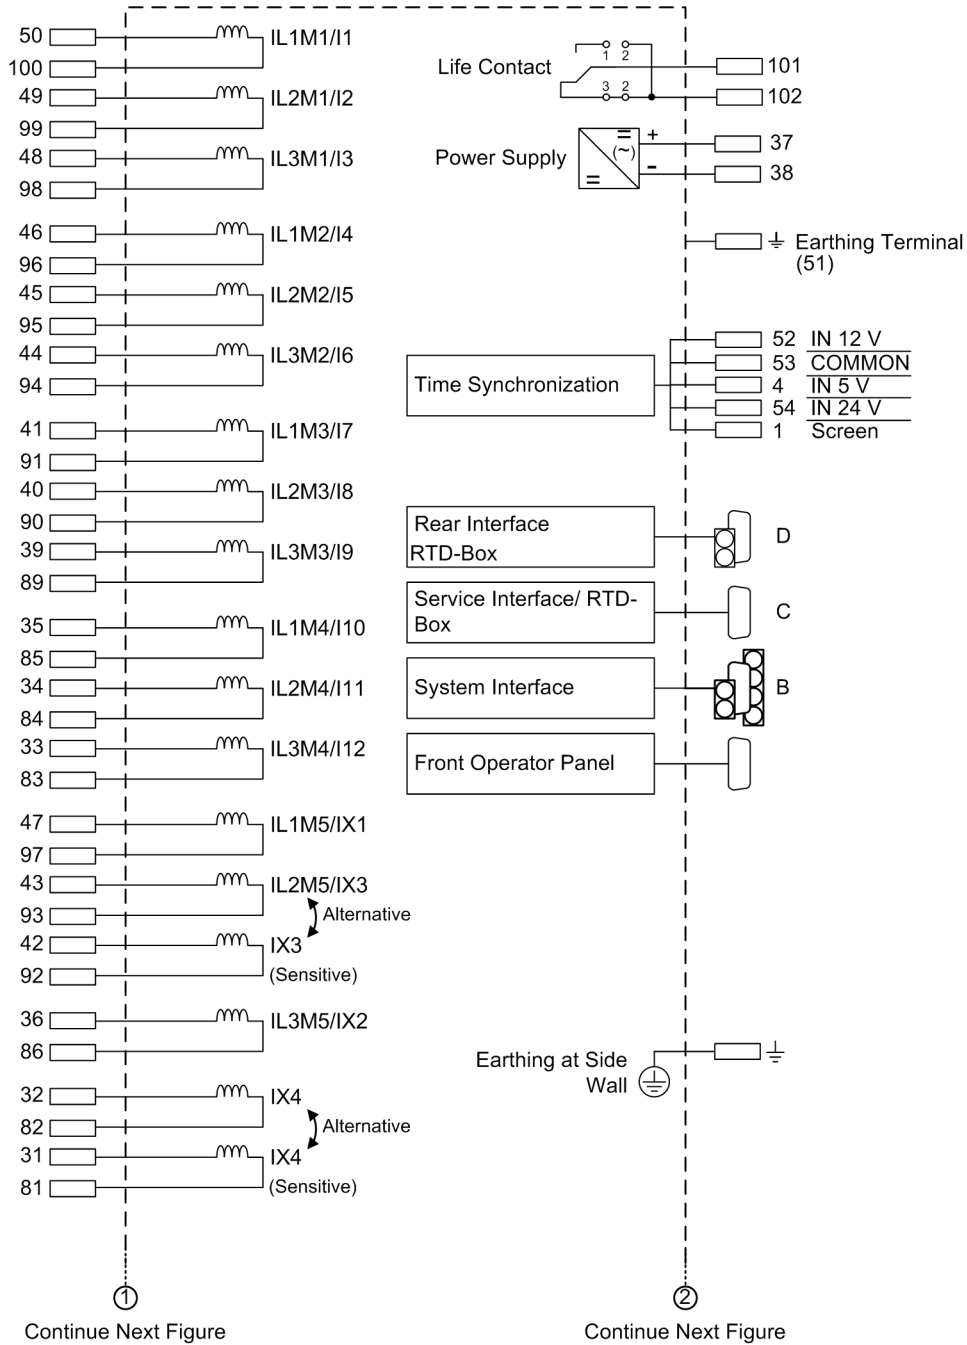 50 IL1M1/I1
100
49 IL2M1/I2
99
48 IL3M1/I3
98
46 IL1M2/I4
96
45 IL2M2/I5
95
44 IL3M2/I6
94
41 IL1M3/I7
91
40 IL2M3/I8
90
39 IL3M3/I9
89
35 IL1M4/I10
85
34 IL2M4/I11
84
33 IL3M4/I12
83
47 IL1M5/IX1
97
43 IL2M5/IX3
93 Alternative
42 IX3
92 (Sensitive)
36 IL3M5/IX2
86
32 IX4
82 Alternative
31 IX4
81 (Sensitive)
1
Continue Next Figure
1 2
Life Contact 101
3 2 102
Power Supply = (~) = + 37
- 38
Earthing Terminal
(51)
52 IN 12 V
53 COMMON
Time Synchronization 4 IN 5 V
54 IN 24 V
1 Screen
Rear Interface D
RTD-Box
Service Interface/ RTD- C
Box
System Interface B
Front Operator Panel
Earthing at Side
Wall
2
Continue Next Figure